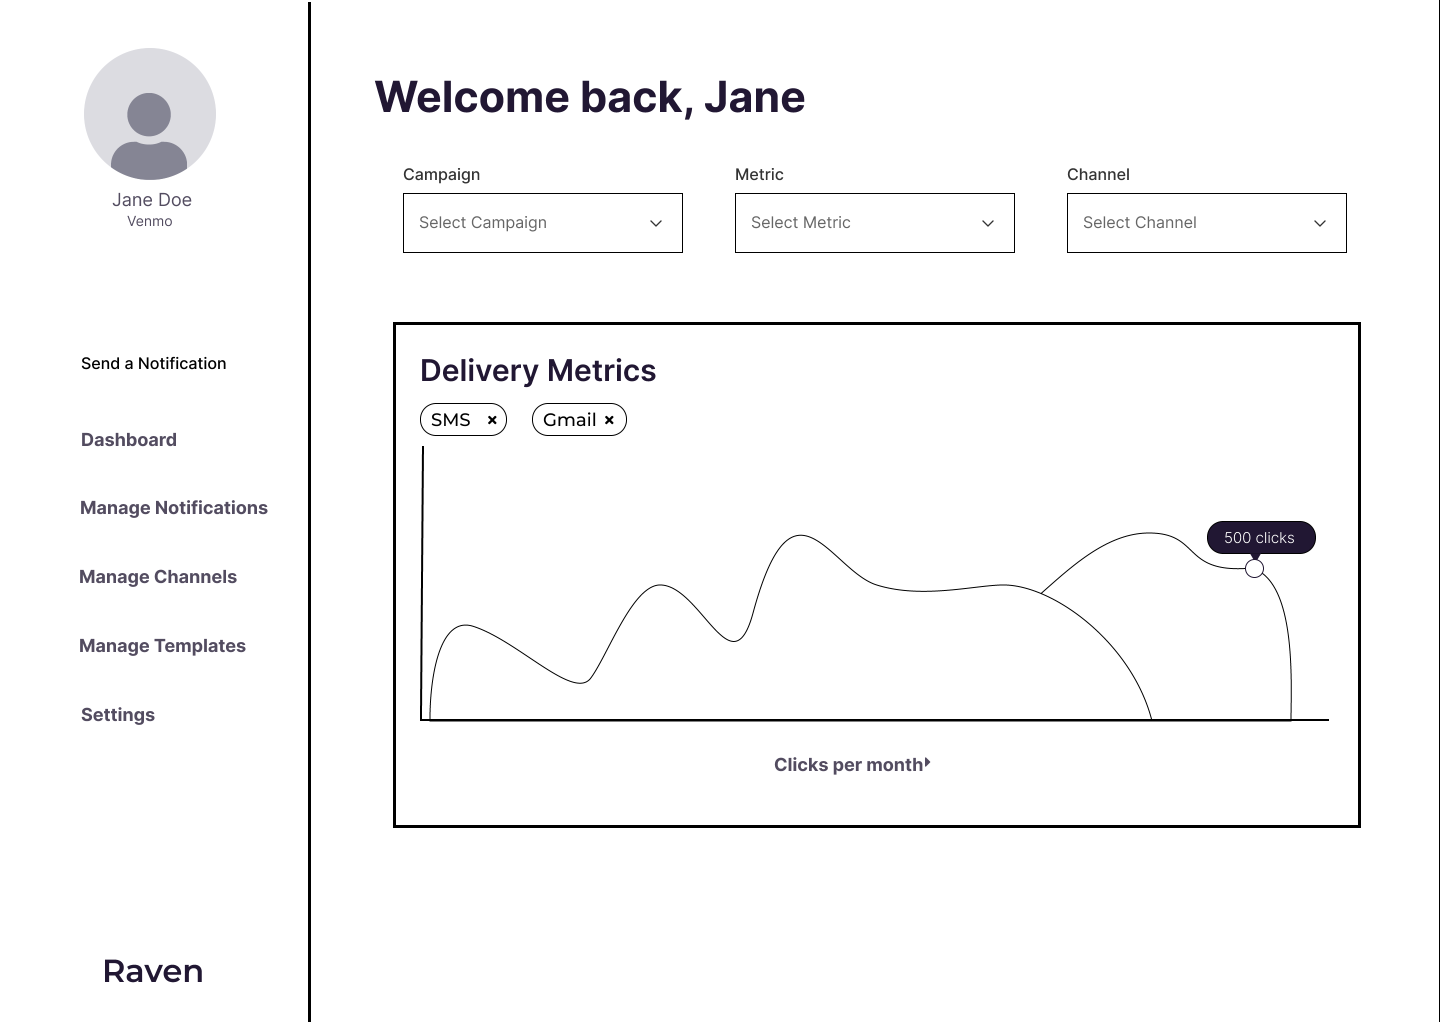 Jane Doe
Venmo
Send a Notification
Dashboard
Manage Notifications
Manage Channels
Manage Templates
Settings
Raven
Welcome back, Jane
Campaign
Select Campaign
Metric
Select Metric
Channel
Select Channel
Delivery Metrics
SMS
Gmail
500 clicks
Clicks per month